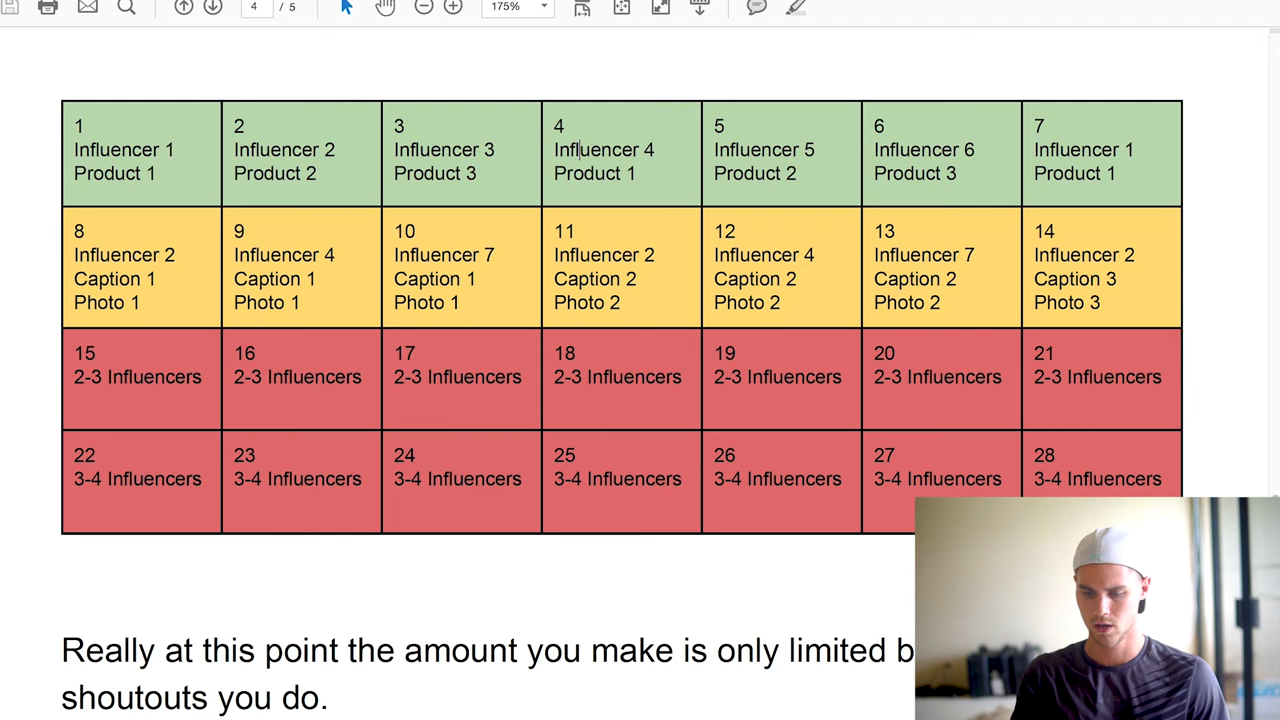 4 / 5 175%
1
Influencer 1
Product 1
2
Influencer 2
Product 2
3
Influencer 3
Product 3
4
Influencer 4
Product 1
5
Influencer 5
Product 2
6
Influencer 6
Product 3
7
Influencer 1
Product 1
8
Influencer 2
Caption 1
Photo 1
9
Influencer 4
Caption 1
Photo 1
10
Influencer 7
Caption 1
Photo 1
11
Influencer 2
Caption 2
Photo 2
12
Influencer 4
Caption 2
Photo 2
13
Influencer 7
Caption 2
Photo 2
14
Influencer 2
Caption 3
Photo 3
15
2-3 Influencers
16
2-3 Influencers
17
2-3 Influencers
18
2-3 Influencers
19
2-3 Influencers
20
2-3 Influencers
21
2-3 Influencers
22
3-4 Influencers
23
3-4 Influencers
24
3-4 Influencers
25
3-4 Influencers
26
3-4 Influencers
27
3-4 Influencers
28
3-4 Influencers
Really at this point the amount you make is only limited
shoutouts you do.